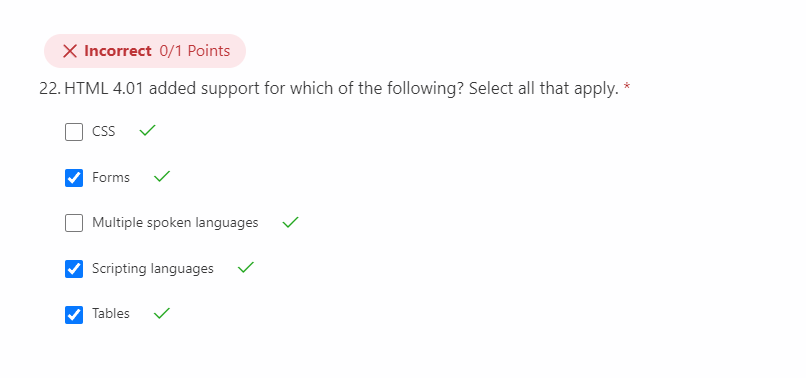 Incorrect 0/1 Points
22. HTML 4.01 added support for which of the following? Select all that apply. *
CSS
Forms
Multiple spoken languages
Scripting languages
Tables